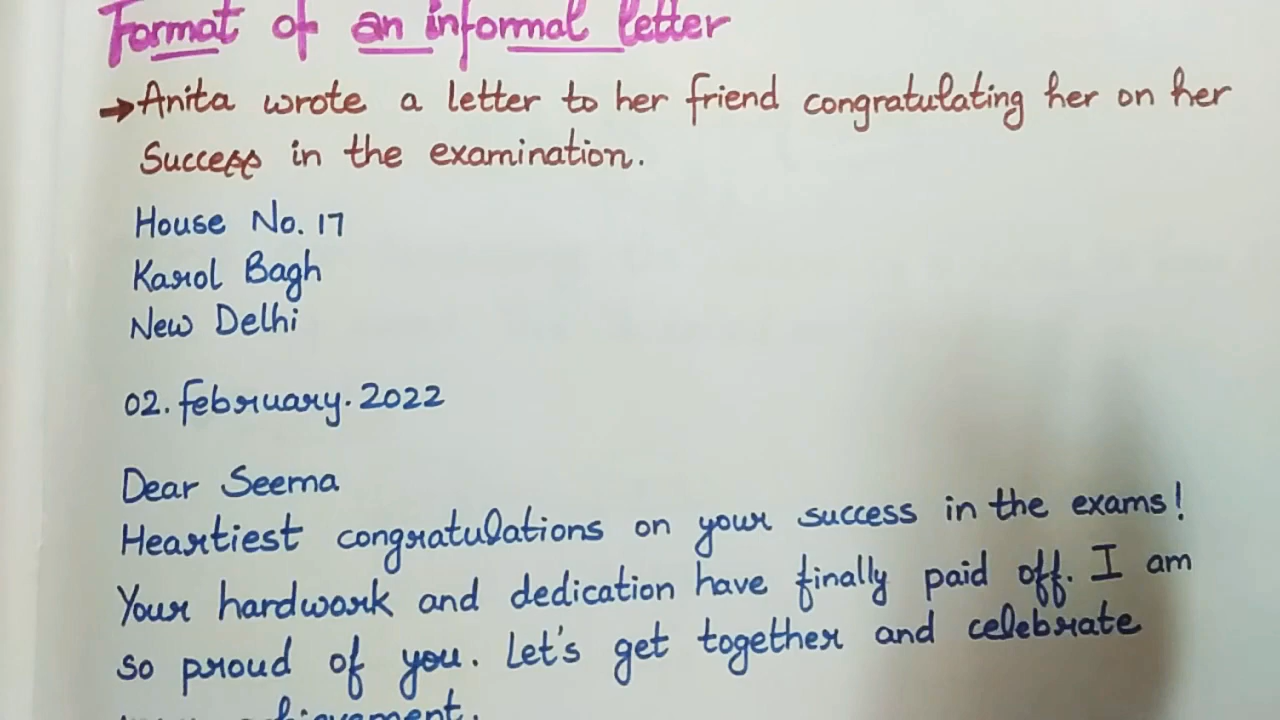 Format of an informal letter
→Anita wrote a letter to her friend congratulating her on her
Success in the examination.
House No. 17
Karol Bagh
New Delhi
02. february. 2022
Dear Seema
Heartiest congratulations on your success in the exams!
Your hardwork and dedication have finally paid off. I am
so proud of you. Let's get together and celebrate
achievement.